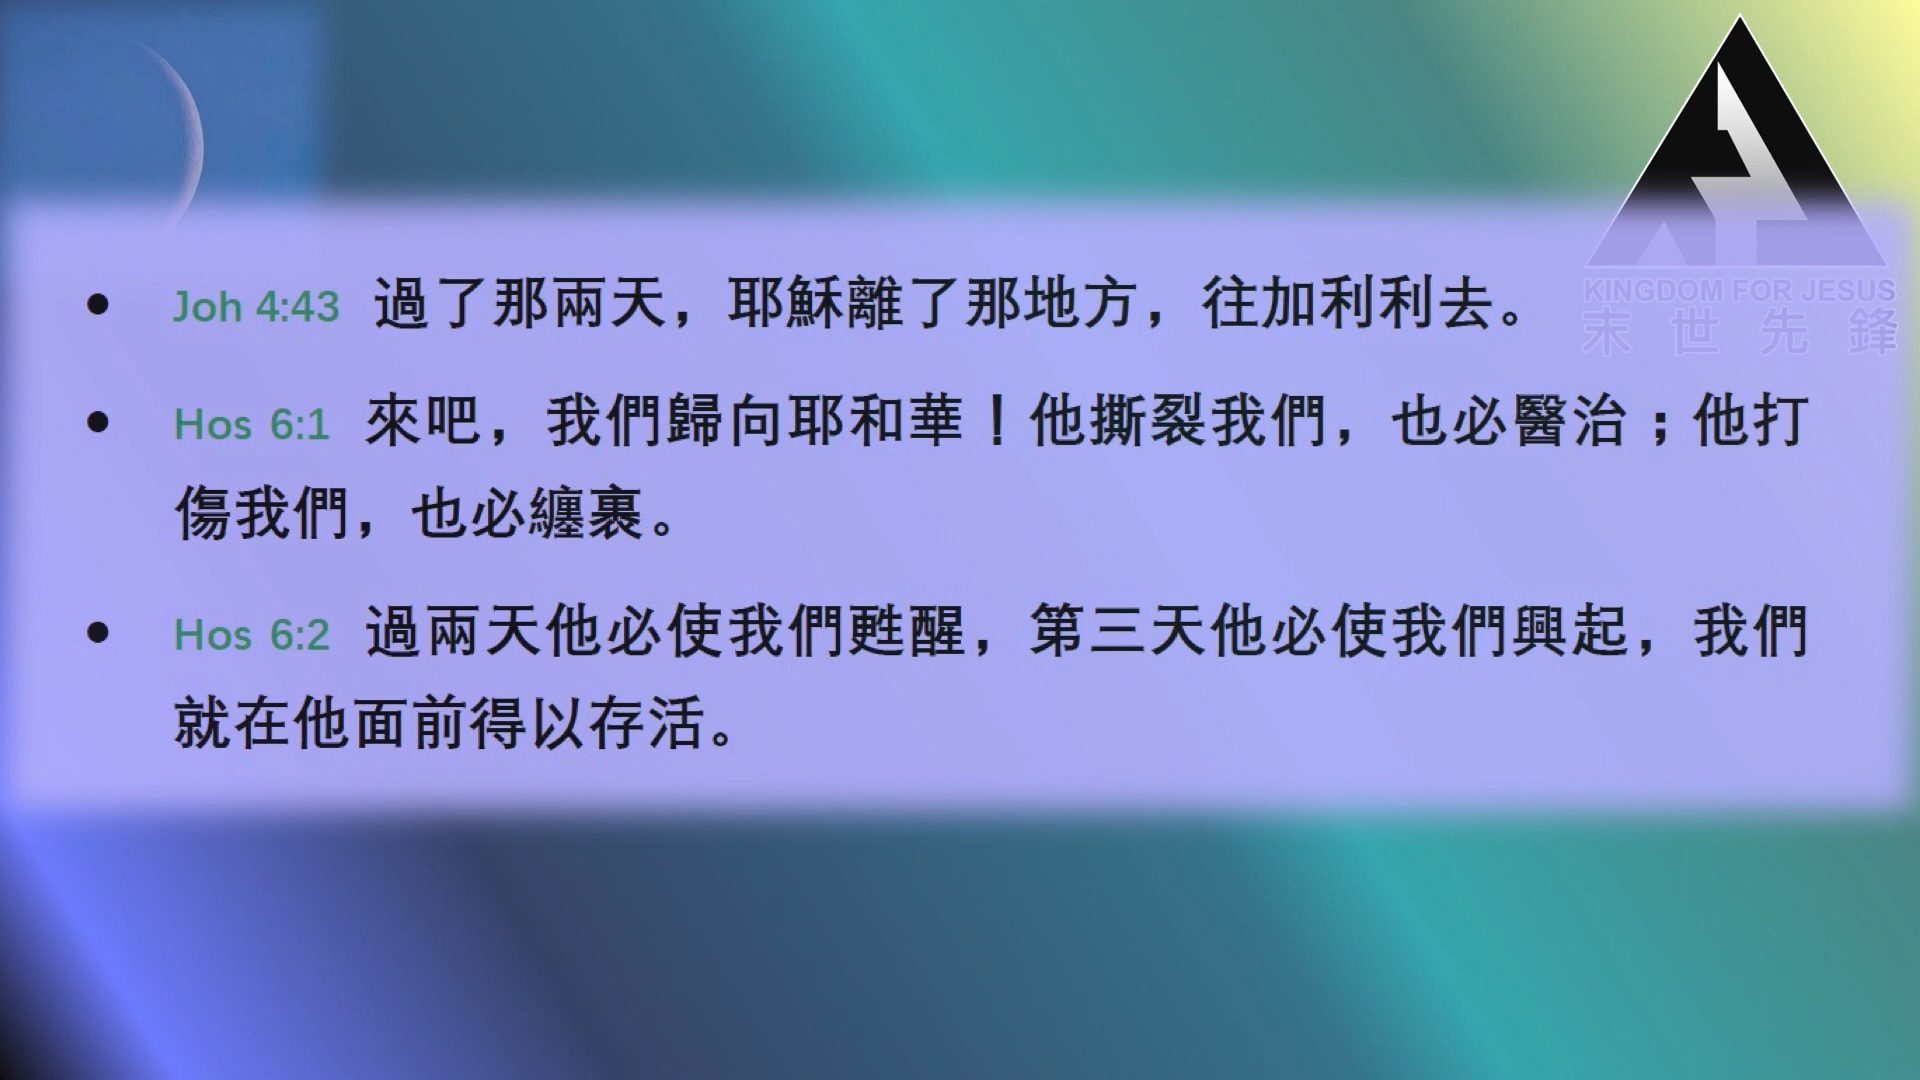 KINGDOM FOR JESUS
末世先鋒
• Joh 4:43 過了那兩天，耶穌離了那地方，往加利利去。
• Hos 6:1 來吧，我們歸向耶和華！他撕裂我們，也必醫治；他打
傷我們，也必纏裹。
• Hos 6:2 過兩天他必使我們甦醒，第三天他必使我們興起，我們
就在他面前得以存活。